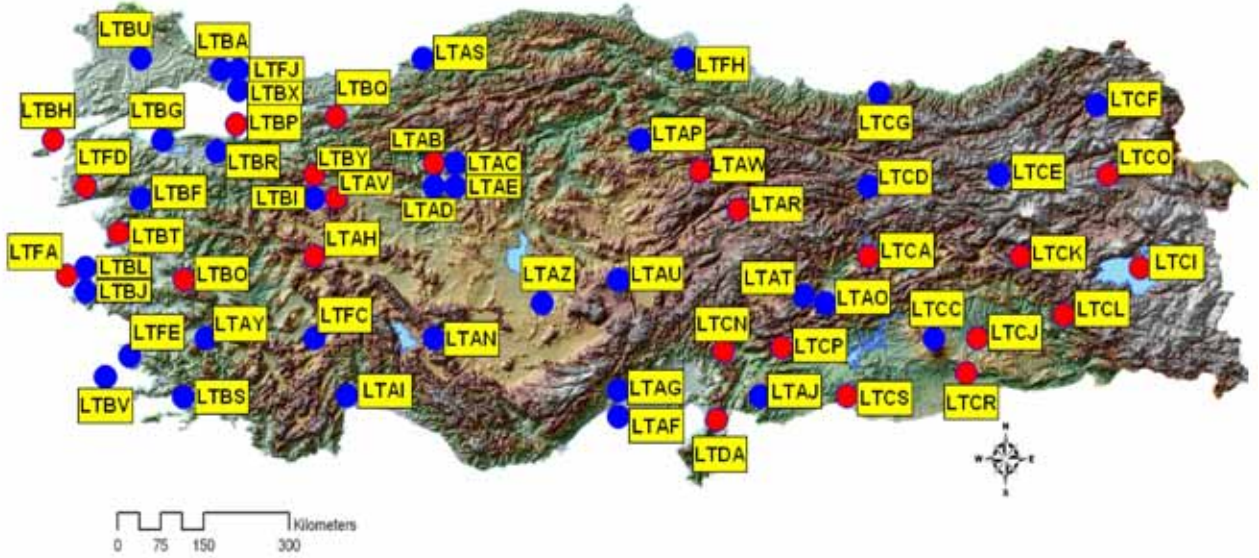 LTBU
LTBA
LTAS
LTFH
LTFJ
LTBQ
LTBX
LTCF
LTBH
LTBG
LTBP
LTCG
LTAB
LTAP
LTFD
LTBR
LTBY
LTAC
LTAW
LTCO
LTAV
LTAE
LTCD
LTCE
LTBF
LTBI
LTAD
LTAR
LTBT
LTAH
LTFA
LTBL
LTBO
LTCA
LTCK
LTCI
LTBJ
LTAZ
LTAU
LTAT
LTAO
LTFE
LTAY
LTFC
LTAN
LTCN
LTCC
LTCL
LTCP
LTCJ
LTBV
LTBS
LTAI
LTAG
LTAJ
LTCS
LTCR
LTAF
LTDA
N
W E
S
Kilometers
0 75 150 300